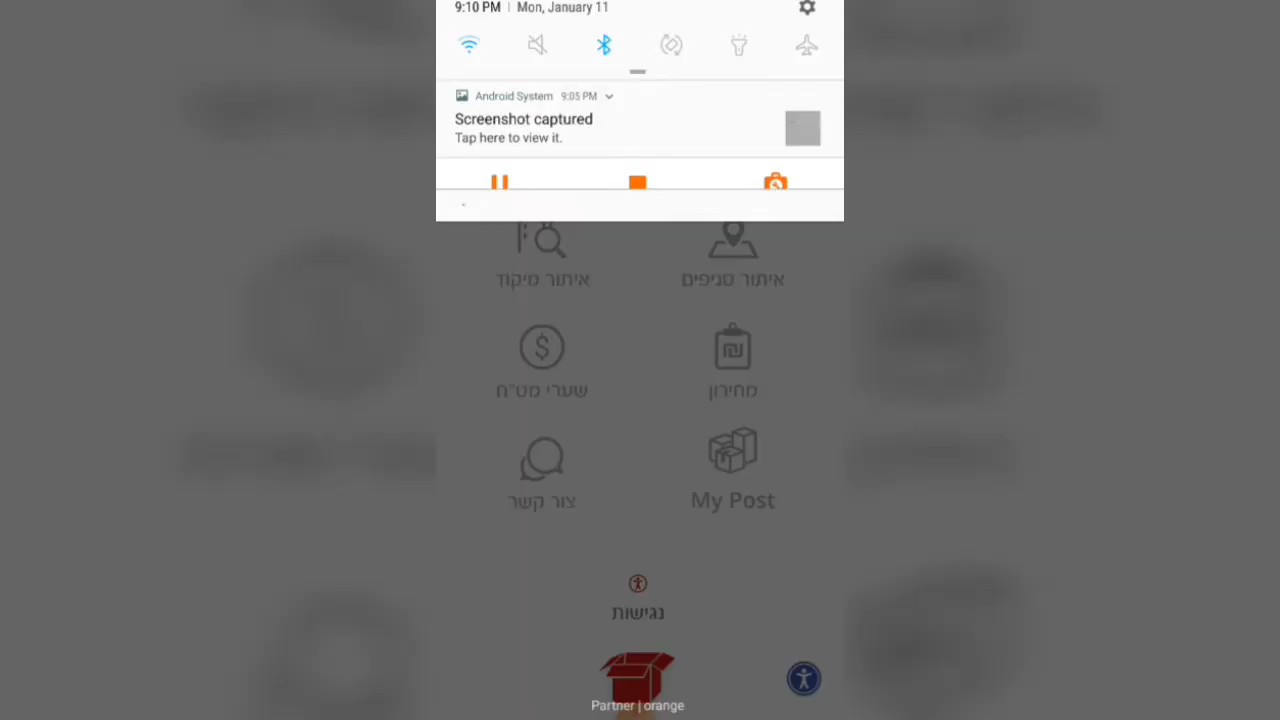 9:10 PM | Mon, January 11
Android System 9:05 PM
Screenshot captured
Tap here to view it.
איתור סניפים
איתור מיקוד
מחירון
שערי מט"ח
My Post
צור קשר
נגישות
Partner | orange